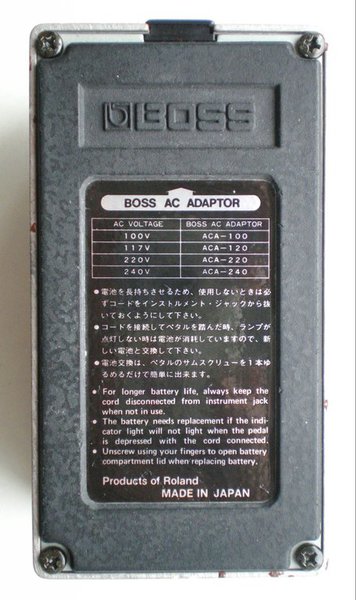 BOSS
BOSS AC ADAPTOR
AC VOLTAGE BOSS AC ADAPTOR
100V ACA-100
117V ACA-120
220V ACA-220
240V ACA-240
●電池を長持ちさせるため、使用しないときは必
ずコードをインストルメント・ジャックから抜
いておくようにして下さい。
●コードを接続してペダルを踏んだ時、ランプが
点灯しない時は電池が消耗していますので、新
しい電池と交換して下さい。
●電池交換は、ペダルのサムスクリューを1本ゆ
るめるだけで簡単に出来ます。
● For longer battery life, always keep the
cord disconnected from instrument jack
when not in use.
● The battery needs replacement if the indi-
cator light will not light when the pedal
is depressed with the cord connected.
● Unscrew using your fingers to open battery
compartment lid when replacing battery.
Products of Roland
MADE IN JAPAN